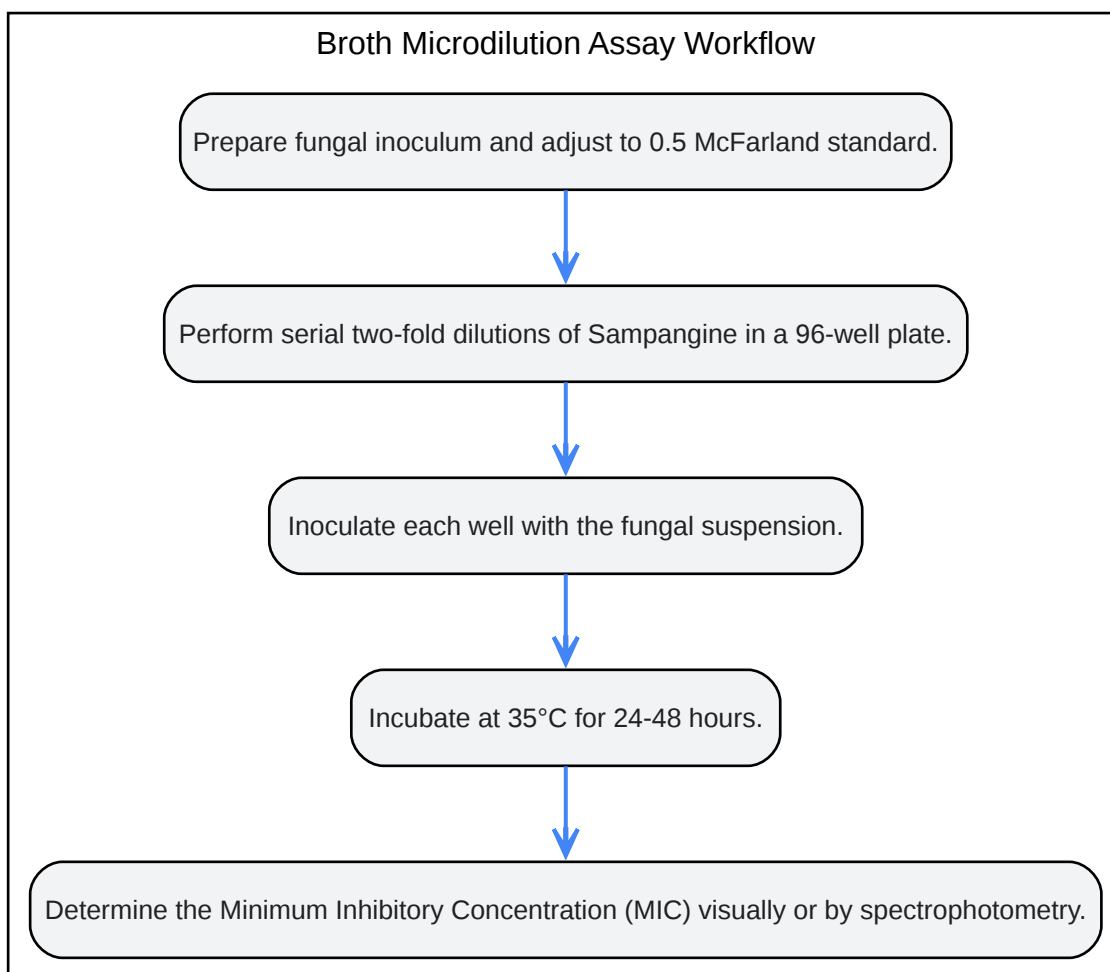 Broth Microdilution Assay Workflow
Prepare fungal inoculum and adjust to 0.5 McFarland standard.
Perform serial two-fold dilutions of Sampangine in a 96-well plate.
Inoculate each well with the fungal suspension.
Incubate at 35°C for 24-48 hours.
Determine the Minimum Inhibitory Concentration (MIC) visually or by spectrophotometry.